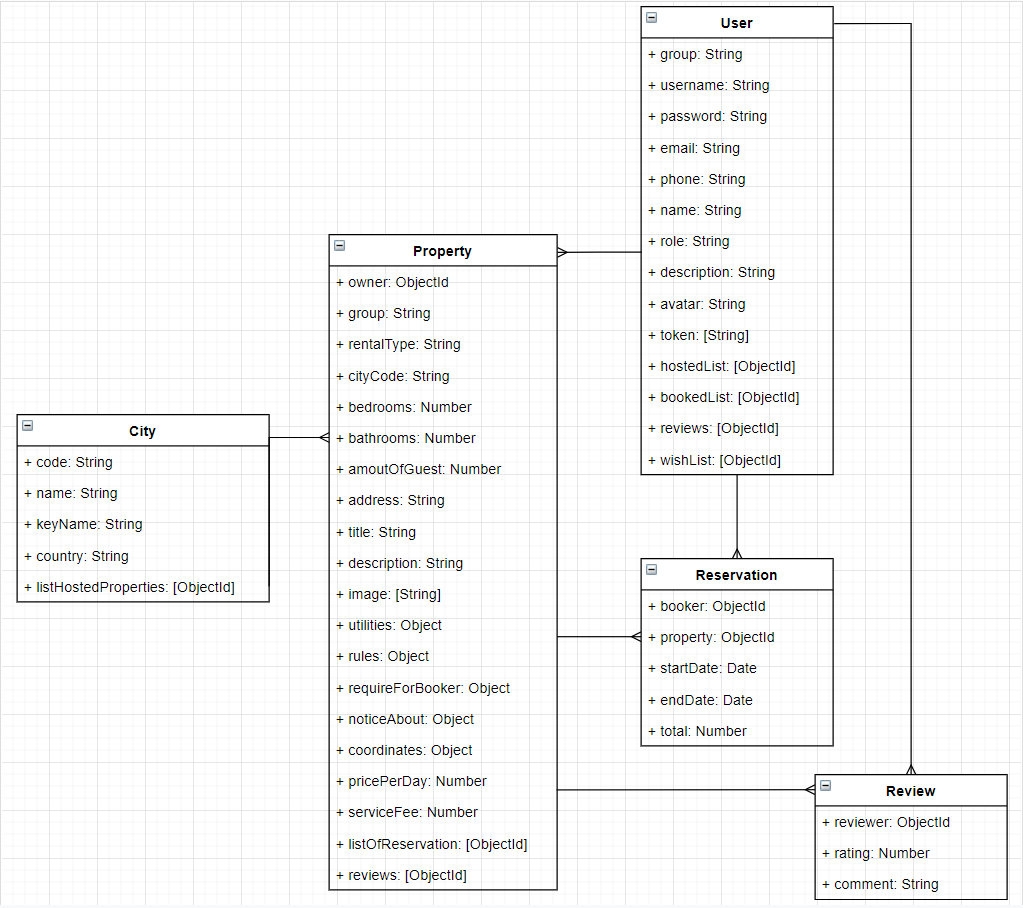 User
+ group: String
+ username: String
+ password: String
+ email: String
+ phone: String
+ name: String
+ role: String
+ description: String
+ avatar: String
+ token: [String]
+ hostedList: [ObjectId]
+ bookedList: [ObjectId]
+ reviews: [ObjectId]
+ wishList: [ObjectId]
Property
+ owner: ObjectId
+ group: String
+ rentalType: String
+ cityCode: String
+ bedrooms: Number
+ bathrooms: Number
+ amoutOfGuest: Number
+ address: String
+ title: String
+ description: String
+ image: [String]
+ utilities: Object
+ rules: Object
+ requireForBooker: Object
+ noticeAbout: Object
+ coordinates: Object
+ pricePerDay: Number
+ serviceFee: Number
+ listOfReservation: [ObjectId]
+ reviews: [ObjectId]
City
+ code: String
+ name: String
+ keyName: String
+ country: String
+ listHostedProperties: [ObjectId]
Reservation
+ booker: ObjectId
+ property: ObjectId
+ startDate: Date
+ endDate: Date
+ total: Number
Review
+ reviewer: ObjectId
+ rating: Number
+ comment: String